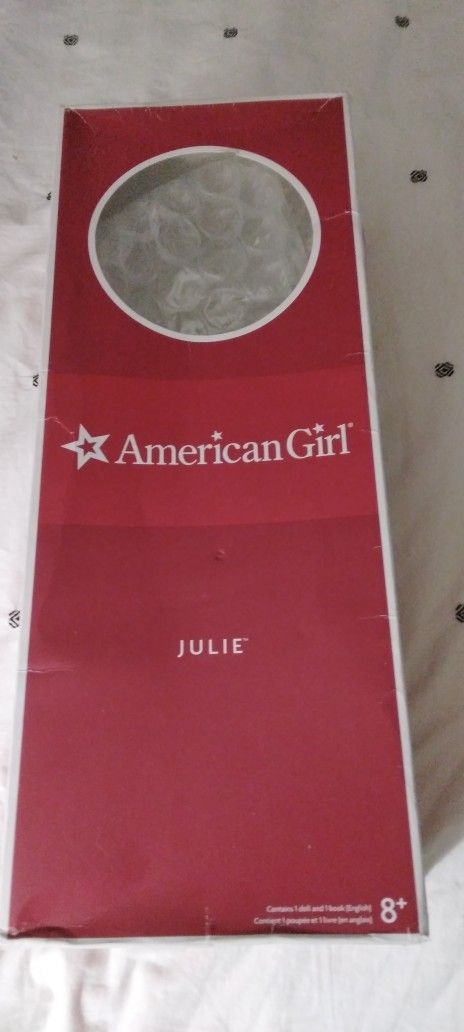 American Girl®
JULIE™
Contains 1 doll and 1 book [English]
Contient 1 poupée et 1 livre [en anglais]
8+